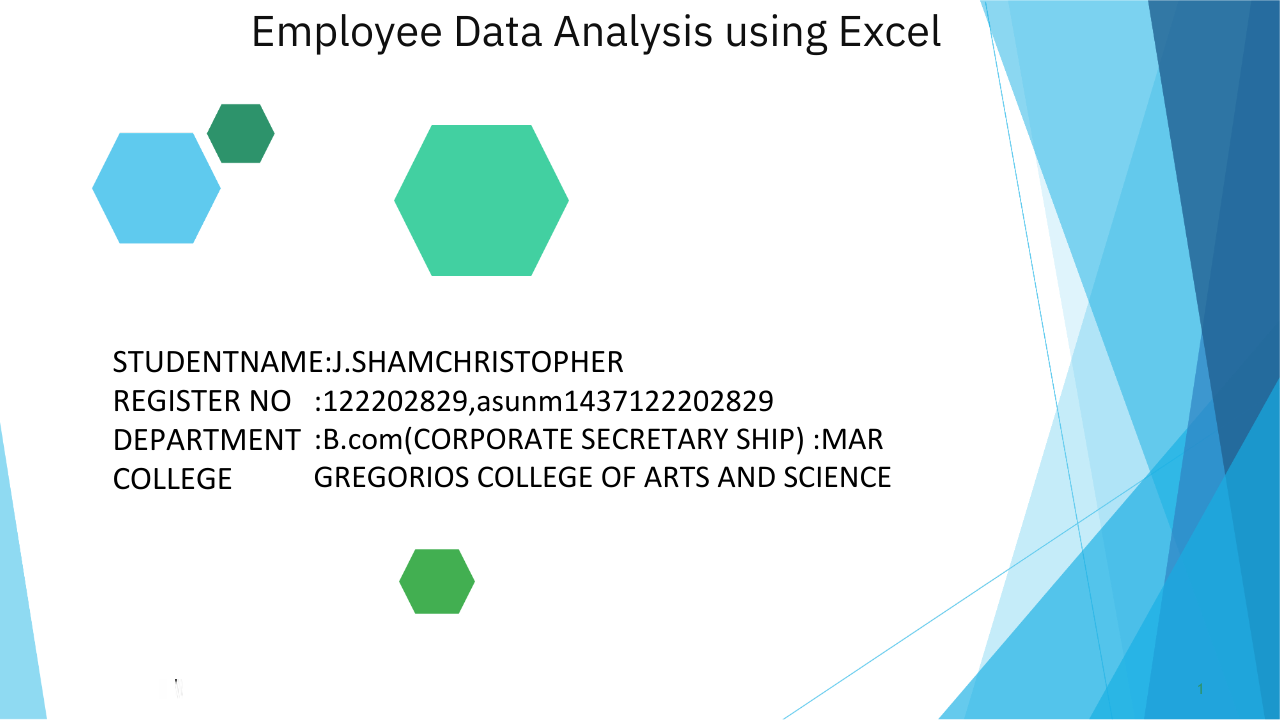 Employee Data Analysis using Excel
STUDENTNAME:J.SHAMCHRISTOPHER
REGISTER NO :122202829,asunm1437122202829
DEPARTMENT :B.com(CORPORATE SECRETARY SHIP) :MAR
COLLEGE GREGORIOS COLLEGE OF ARTS AND SCIENCE
1